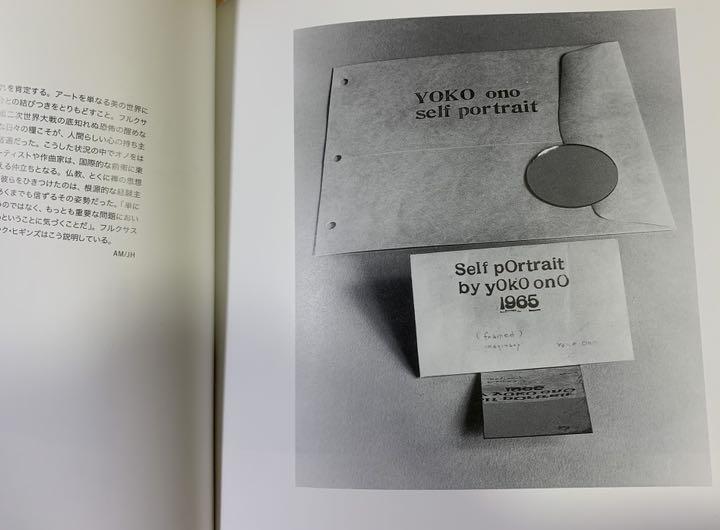 れを肯定する。アートを単なる美の世界に
との結びつきをとりもどすこと。フルクサ
二次世界大戦の底知れぬ恐怖の醒めな
な日々の糧こそが、人間らしい心の持ち主
だった。こうした状況の中でオノをは
ーティストや作曲家は、国際的な前衛に東
る仲立ちとなる。仏教、とくに禅の思想
彼らをひきつけたのは、根源的な経験主
くまでも信ずるその姿勢だった。「単に
のではなく、もっとも重要な問題におい
ということに気づくことだ」。フルクサス
ク・ヒギンズはこう説明している。
AM/JH
YOKO ono
self portrait
Self pOrtrait
by yOkO onO
1965
(framed)
imaginary Yoko Ono
1965